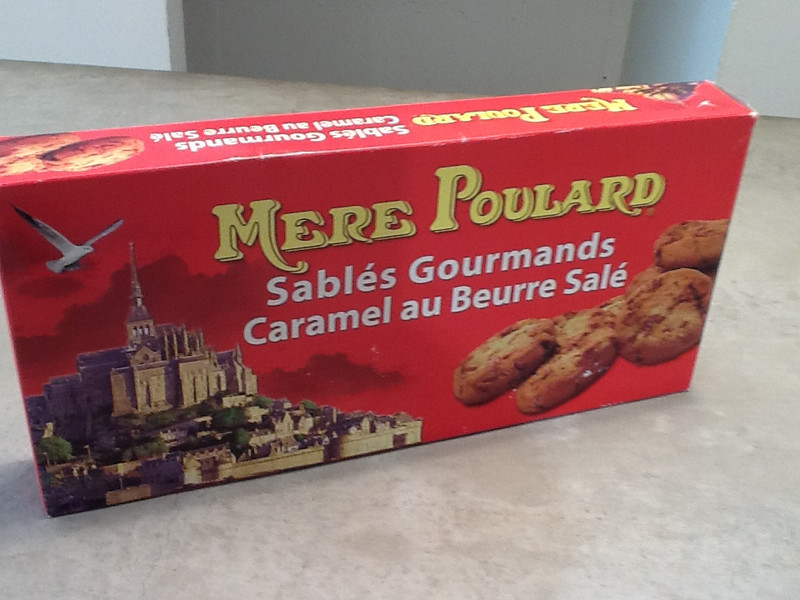 Sablés Gourmands
Caramel au Beurre Salé
MERE POULARD
MERE POULARD
Sablés Gourmands
Caramel au Beurre Salé